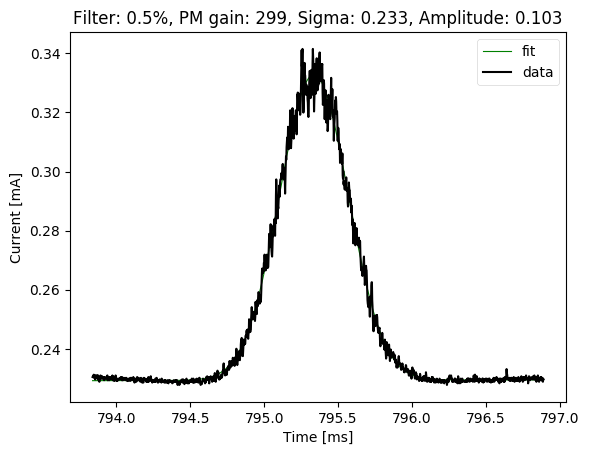 Filter: 0.5%, PM gain: 299, Sigma: 0.233, Amplitude: 0.103
fit
data
0.34
0.32
0.30
0.28
0.26
0.24
Current [mA]
794.0 794.5 795.0 795.5 796.0 796.5 797.0
Time [ms]